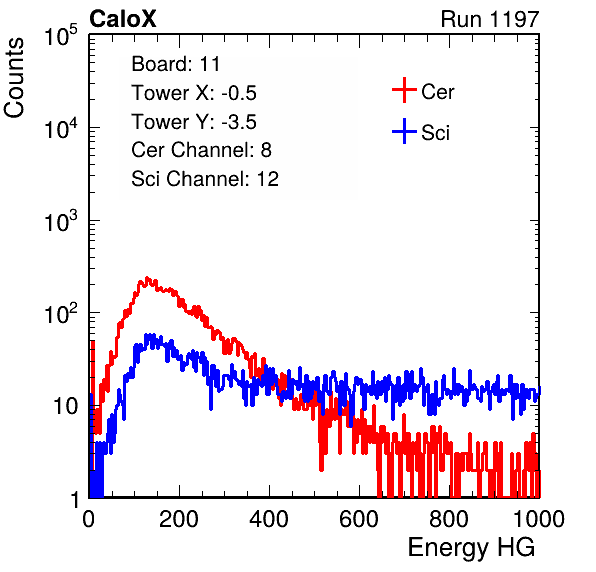 CaloX Run 1197
Counts
10^5
10^4
10^3
10^2
10
1
Board: 11
Tower X: -0.5
Tower Y: -3.5
Cer Channel: 8
Sci Channel: 12
Cer
Sci
0 200 400 600 800 1000
Energy HG